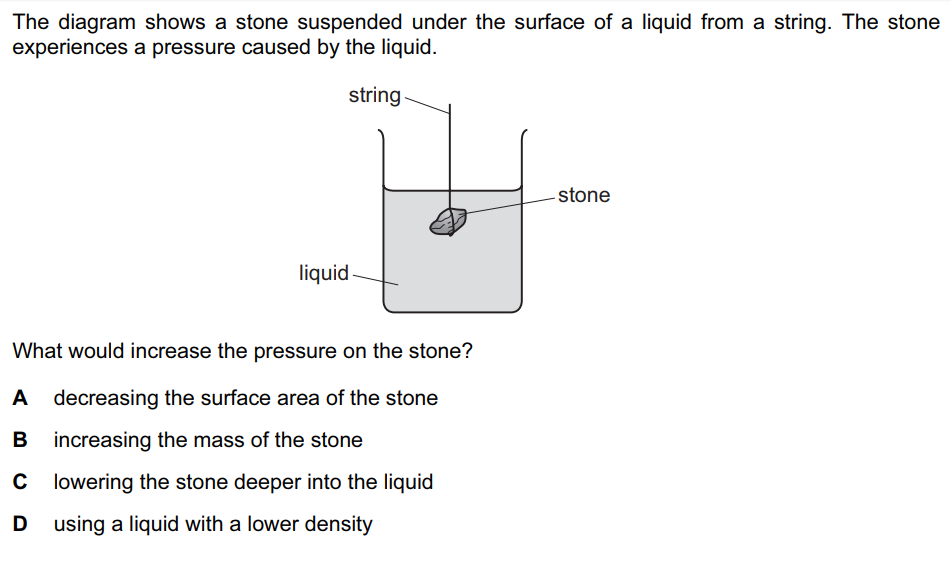 The diagram shows a stone suspended under the surface of a liquid from a string. The stone
experiences a pressure caused by the liquid.
string
stone
liquid
What would increase the pressure on the stone?
A decreasing the surface area of the stone
B increasing the mass of the stone
C lowering the stone deeper into the liquid
D using a liquid with a lower density